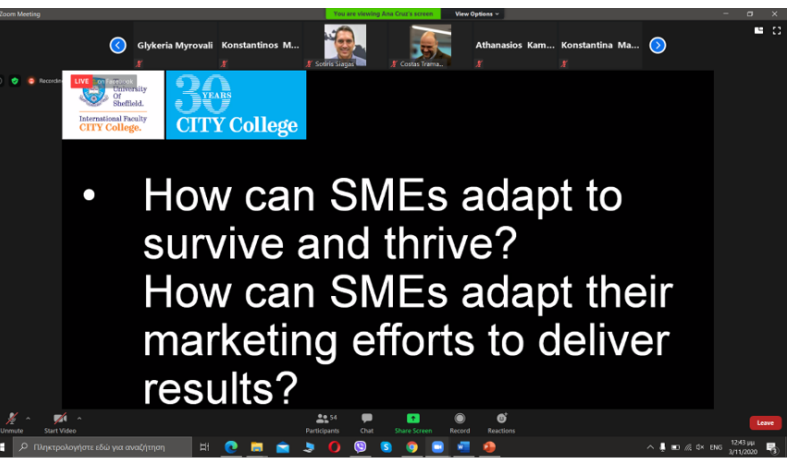 Zoom Meeting
You are viewing Ana Cruz's screen
View Options
Glykeria Myrovali
Konstantinos M...
Sotiris Siagas
Costas Trama...
Athanasios Kam...
Konstantina Ma...
LIVE
University
Of
Sheffield.
International Faculty
CITY College.
30
YEARS
CITY College
• How can SMEs adapt to
survive and thrive?
How can SMEs adapt their
marketing efforts to deliver
results?
Unmute
Start Video
54
Participants
Chat
Share Screen
Record
Reactions
Leave
Πληκτρολογήστε εδώ για αναζήτηση
ENG
12:43 μμ
3/11/2020